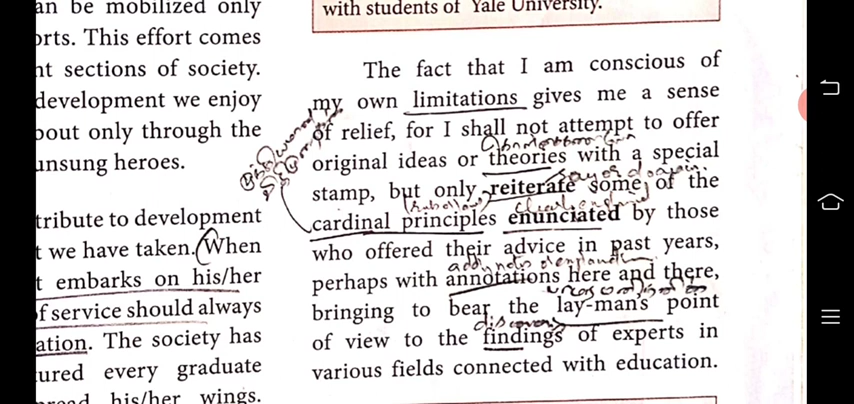 an be mobilized only
orts. This effort comes
nt sections of society.
development we enjoy
bout only through the
unsung heroes.
tribute to development
t we have taken. When
t embarks on his/her
f service should always
ation. The society has
ured every graduate
read his/her wings.
with students of Yale University.
The fact that I am conscious of
my own limitations gives me a sense
of relief, for I shall not attempt to offer
original ideas or theories with a special
stamp, but only reiterate some of the
say or do again
cardinal principles enunciated by those
who offered their advice in past years,
perhaps with annotations here and there,
bringing to bear the lay-man's point
discovery
of view to the findings of experts in
various fields connected with education.